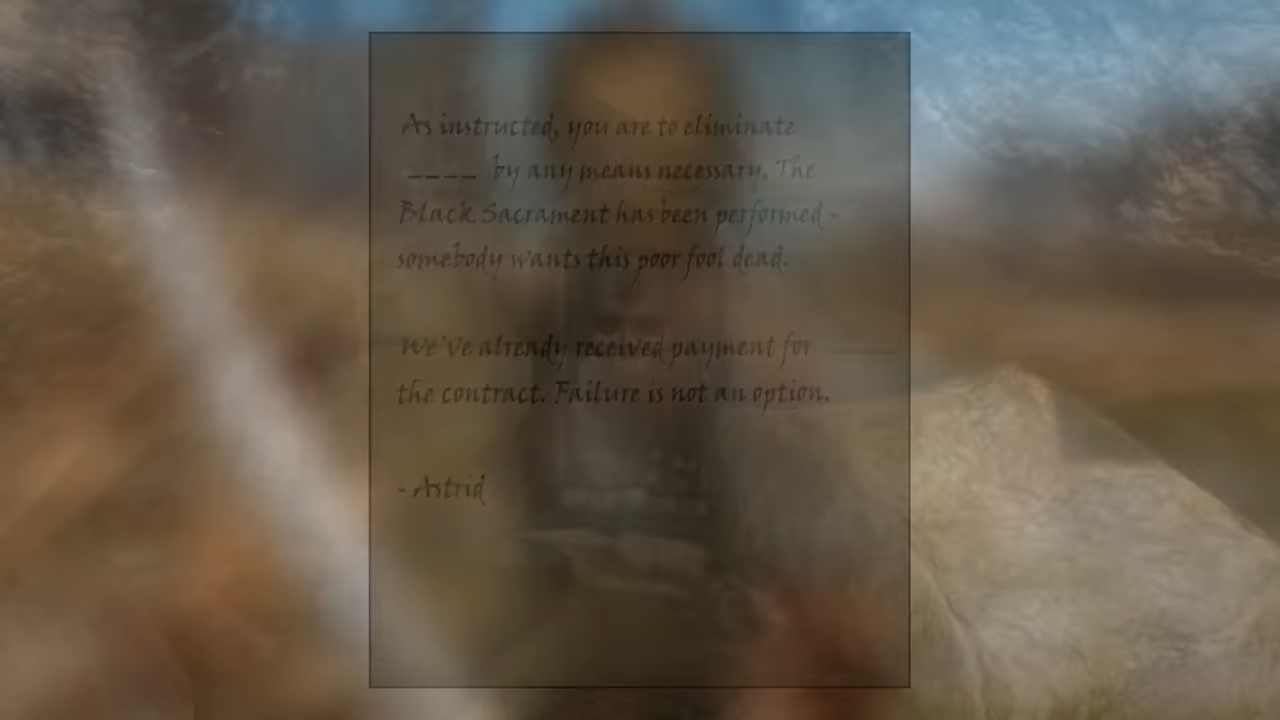 As instructed, you are to eliminate
____ by any means necessary. The
Black Sacrament has been performed -
somebody wants this poor fool dead.
We've already received payment for
the contract. Failure is not an option.
- Astrid